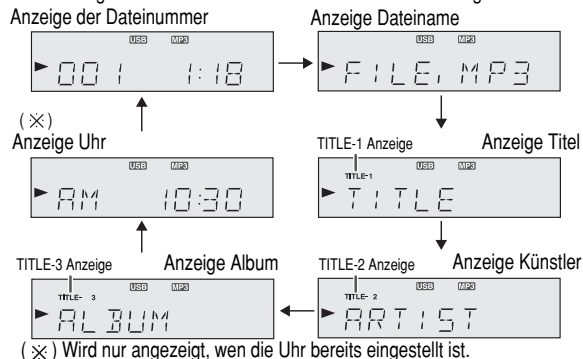 Anzeige der Dateinummer
Anzeige Dateiname
USB MP3
001 1:18
USB MP3
FILE, MP3
(※)
Anzeige Uhr
TITLE-1 Anzeige
Anzeige Titel
USB MP3
AM 10:30
USB MP3
TITLE-1
TITLE
TITLE-3 Anzeige
Anzeige Album
TITLE-2 Anzeige
Anzeige Künstler
USB MP3
TITLE- 3
ALBUM
USB MP3
TITLE- 2
ARTIST
(※) Wird nur angezeigt, wen die Uhr bereits eingestellt ist.